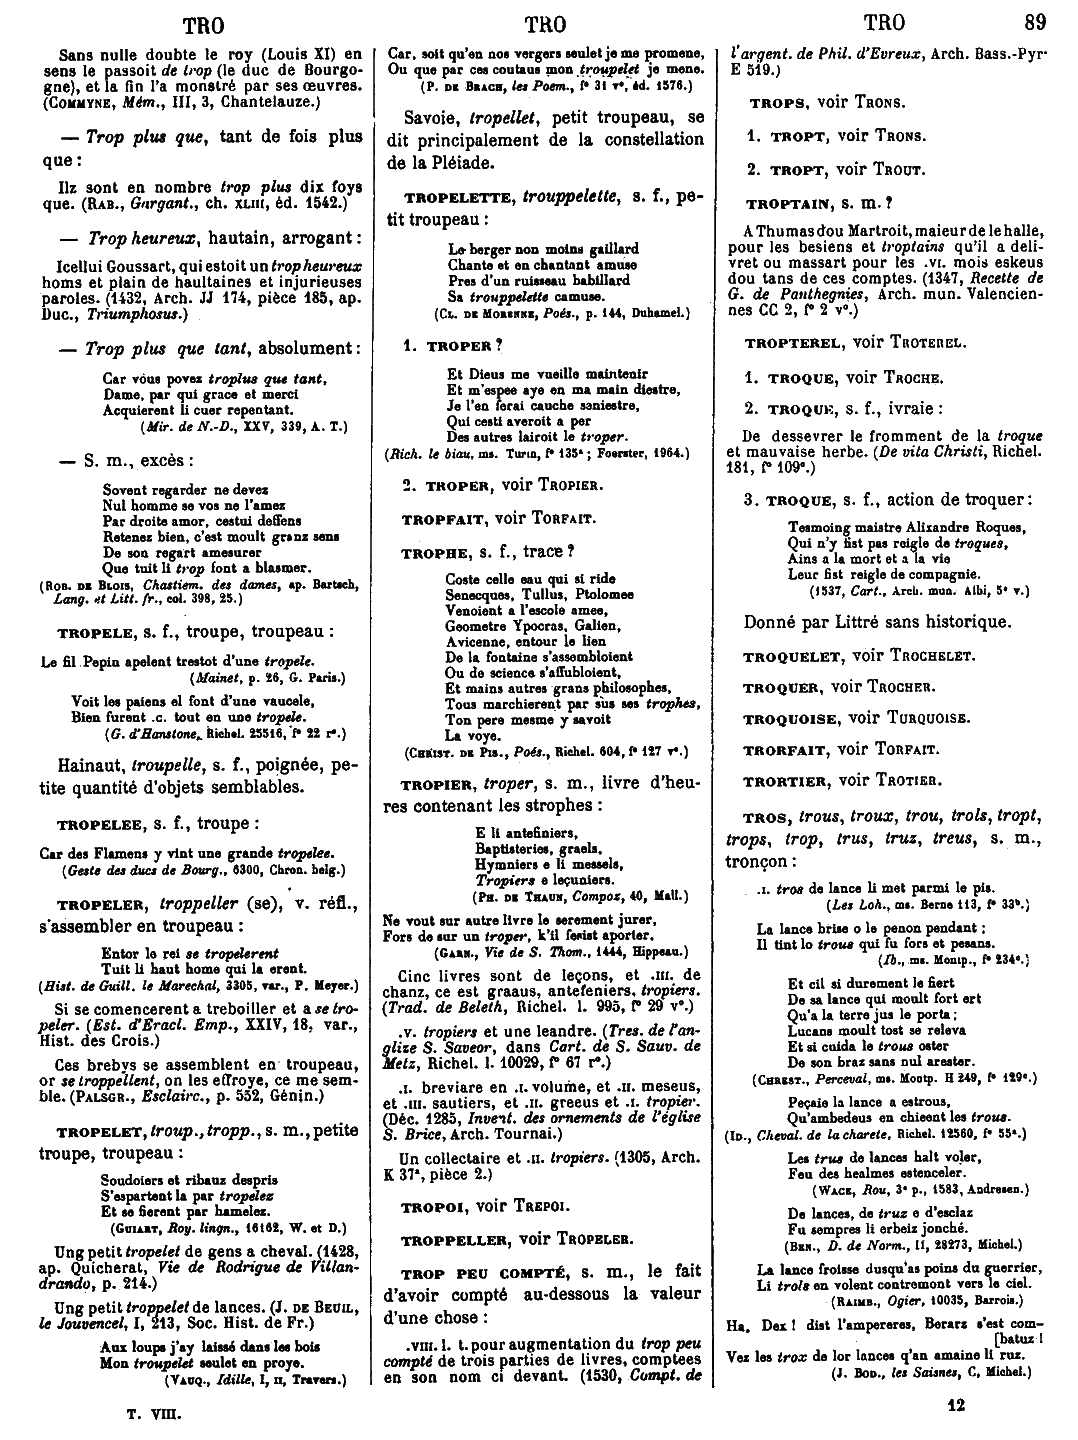 TRO
TRO
TRO
89
Sans nulle doubte le roy (Louis XI) en
sens le passoit de trop (le duc de Bourgo-
gne), et la fin l'a monstré par ses œuvres.
(Commyne, Mém., III, 3, Chantelauze.)
— Trop plus que, tant de fois plus
que :
Ilz sont en nombre trop plus dix foys
que. (Rab., Gargant., ch. xliii, éd. 1542.)
— Trop heureux, hautain, arrogant :
Icellui Goussart, qui estoit un trop heureux
homs et plain de haultaines et injurieuses
paroles. (1432, Arch. JJ 174, pièce 185, ap.
Duc., Triumphosus.)
— Trop plus que tant, absolument :
Car vous povez troplus que tant,
Dame, par qui grace et merci
Acquierent li cuer repentant.
(Mir. de N.-D., XXV, 339, A. T.)
— S. m., excès :
Sovent regarder ne devez
Nul homme se vos ne l'amez
Par droite amor, cestui deffens
Retenez bien, c'est moult granz sens
De son regart amesurer
Que tuit li trop font a blasmer.
(Rob. de Blois, Chastiem. des dames, ap. Bartsch,
Lang. et Litt. fr., col. 398, 25.)
TROPELE, s. f., troupe, troupeau :
Le fil Pepin apelent trestot d'une tropele.
(Mainet, p. 26, G. Paris.)
Voit les paiens el font d'une vaucele,
Bien furent .c. tout en une tropele.
(G. d'Hanstone, Richel. 25516, f° 22 r°.)
Hainaut, troupelle, s. f., poignée, pe-
tite quantité d'objets semblables.
TROPELEE, s. f., troupe :
Car des Flamens y vint une grande tropelee.
(Geste des ducs de Bourg., 6300, Chron. belg.)
TROPELER, troppeller (se), v. réfl.,
s'assembler en troupeau :
Entor le rei se tropelerent
Tuit li haut home qui la erent.
(Hist. de Guill. le Marechal, 3305, var., P. Meyer.)
Si se comencerent a treboiller et a se tro-
peler. (Est. d'Eracl. Emp., XXIV, 18, var.,
Hist. des Crois.)
Ces brebys se assemblent en troupeau,
or se troppellent, on les effroye, ce me sem-
ble. (Palsgr., Esclairc., p. 552, Génin.)
TROPELET, troup., tropp., s. m., petite
troupe, troupeau :
Soudoiers et ribauz despris
S'espartent la par tropelez
Et se fierent par hamelez.
(Guiart, Roy. lingn., 16162, W. et D.)
Ung petit tropelet de gens a cheval. (1428,
ap. Quicherat, Vie de Rodrigue de Villan-
drando, p. 214.)
Ung petit troppelet de lances. (J. de Beuil,
le Jouvencel, I, 213, Soc. Hist. de Fr.)
Aux loups j'ay laissé dans les bois
Mon troupelet seulet en proye.
(Vauq., Idille, I, ii, Travers.)
T. VIII.
Car, soit qu'en nos vergers seulet je me promene,
Ou que par ces coutaus mon troupelet je mene.
(P. de Brach, les Poem., f° 31 v°, éd. 1576.)
Savoie, tropellet, petit troupeau, se
dit principalement de la constellation
de la Pléiade.
TROPELETTE, trouppelette, s. f., pe-
tit troupeau :
Le berger non moins gaillard
Chante et en chantant amuse
Pres d'un ruisseau babillard
Sa trouppelette camuse.
(Cl. de Morenne, Poés., p. 144, Duhamel.)
1. TROPER ?
Et Dieus me vueille maintenir
Et m'espee aye en ma main diestre,
Je l'en ferai cauche saniestre,
Qui cesti averoit a per
Des autres lairoit le troper.
(Rich. le biau, ms. Turin, f° 135ª ; Foerster, 1964.)
2. TROPER, voir Tropier.
TROPFAIT, voir Torfait.
TROPHE, s. f., trace ?
Coste celle eau qui si ride
Senecques, Tullus, Ptolomee
Venoient a l'escole amee,
Geometre Ypocras, Galien,
Avicenne, entour le lien
De la fontaine s'assembloient
Ou de science s'affubloient,
Et mains autres grans philosophes,
Tous marchierent par sus ses trophes,
Ton pere mesme y savoit
La voye.
(Christ. de Pis., Poés., Richel. 604, f° 127 v°.)
TROPIER, troper, s. m., livre d'heu-
res contenant les strophes :
E li antefiniers,
Baptisteries, graels,
Hymniers e li messels,
Tropiers e leçuniers.
(Ph. de Thaun, Compoz, 40, Mall.)
Ne vout sur autre livre le serement jurer,
Fors de sur un troper, k'il fesist aporter.
(Garn., Vie de S. Thom., 1444, Hippeau.)
Cinc livres sont de leçons, et .iii. de
chanz, ce est graaus, antefeniers, tropiers.
(Trad. de Beleth, Richel. l. 995, f° 29 v°.)
.v. tropiers et une leandre. (Tres. de l'an-
glize S. Saveor, dans Cart. de S. Sauv. de
Metz, Richel. l. 10029, f° 67 r°.)
.i. breviare en .i. volume, et .ii. meseus,
et .iii. sautiers, et .ii. greeus et .i. tropier.
(Déc. 1285, Invent. des ornements de l'église
S. Brice, Arch. Tournai.)
Un collectaire et .ii. tropiers. (1305, Arch.
K 37ª, pièce 2.)
TROPOI, voir Trepoi.
TROPPELLER, voir Tropeler.
TROP PEU COMPTÉ, s. m., le fait
d'avoir compté au-dessous la valeur
d'une chose :
.viii. l. t. pour augmentation du trop peu
compté de trois parties de livres, comptees
en son nom ci devant. (1530, Compt. de
l'argent. de Phil. d'Evreux, Arch. Bass.-Pyr.
E 519.)
TROPS, voir Trons.
1. TROPT, voir Trons.
2. TROPT, voir Trout.
TROPTAIN, s. m. ?
A Thumas dou Martroit, maieur de le halle,
pour les besiens et troptains qu'il a deli-
vret ou massart pour les .vi. mois eskeus
dou tans de ces comptes. (1347, Recette de
G. de Panthegnies, Arch. mun. Valencien-
nes CC 2, f° 2 v°.)
TROPTEREL, voir Troterel.
1. TROQUE, voir Troche.
2. TROQUE, s. f., ivraie :
De dessevrer le fromment de la troque
et mauvaise herbe. (De vita Christi, Richel.
181, f° 109ᵉ.)
3. TROQUE, s. f., action de troquer :
Tesmoing maistre Alixandre Roques,
Qui n'y fist pas reigle de troques,
Ains a la mort et a la vie
Leur fist reigle de compagnie.
(1537, Cart., Arch. mun. Albi, 5ᵉ v.)
Donné par Littré sans historique.
TROQUELET, voir Trochelet.
TROQUER, voir Trocher.
TROQUOISE, voir Turquoise.
TRORFAIT, voir Torfait.
TRORTIER, voir Trotier.
TROS, trous, troux, trou, trols, tropt,
trops, trop, trus, truz, treus, s. m.,
tronçon :
.i. tros de lance li met parmi le pis.
(Les Loh., ms. Berne 113, f° 33ᵇ.)
La lance brise o le penon pendant ;
Il tint lo trous qui fu fors et pesans.
(Ib., ms. Montp., f° 234ᵉ.)
Et cil si durement le fiert
De sa lance qui moult fort ert
Qu'a la terre jus le porta ;
Lucans moult tost se releva
Et si cuida le trous oster
De son braz sans nul arester.
(Chrest., Perceval, ms. Montp. H 249, f° 129ᵉ.)
Peçaie la lance a estrous,
Qu'ambedeus en chieent les trous.
(Id., Cheval. de la charete, Richel. 12560, f° 55ª.)
Les trus de lances halt voler,
Feu des healmes estenceler.
(Wace, Rou, 3ᵉ p., 1583, Andresen.)
De lances, de truz e d'esclaz
Fu sempres li erbeiz jonché.
(Ben., D. de Norm., II, 28273, Michel.)
La lance froisse dusqu'as poins du guerrier,
Li trols en volent contremont vers le ciel.
(Raimb., Ogier, 10035, Barrois.)
Ha, Dex ! dist l'ampereres, Berarz s'est com-
[batuz !
Vez les trox de lor lances q'an amaine li ruz.
(J. Bod., les Saisnes, C, Michel.)
12